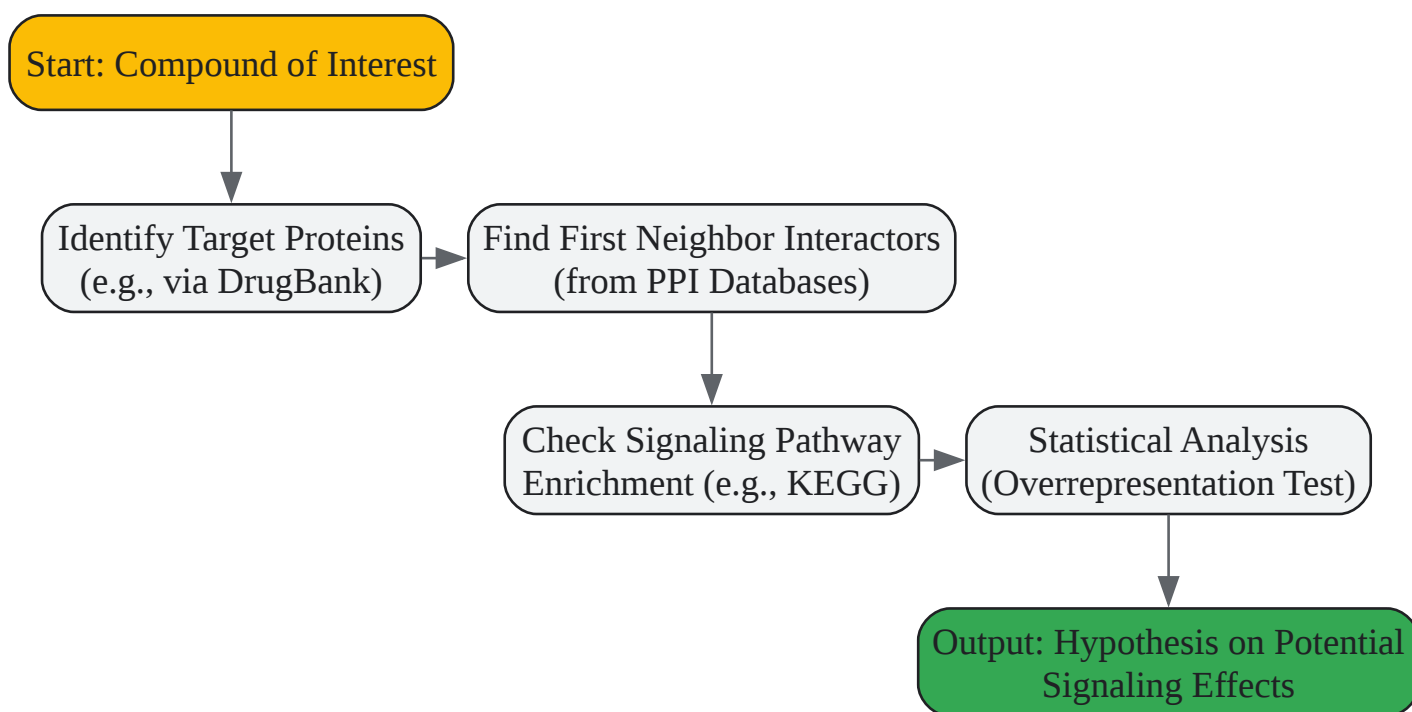 Start: Compound of Interest
Identify Target Proteins
(e.g., via DrugBank)
Find First Neighbor Interactors
(from PPI Databases)
Check Signaling Pathway
Enrichment (e.g., KEGG)
Statistical Analysis
(Overrepresentation Test)
Output: Hypothesis on Potential
Signaling Effects